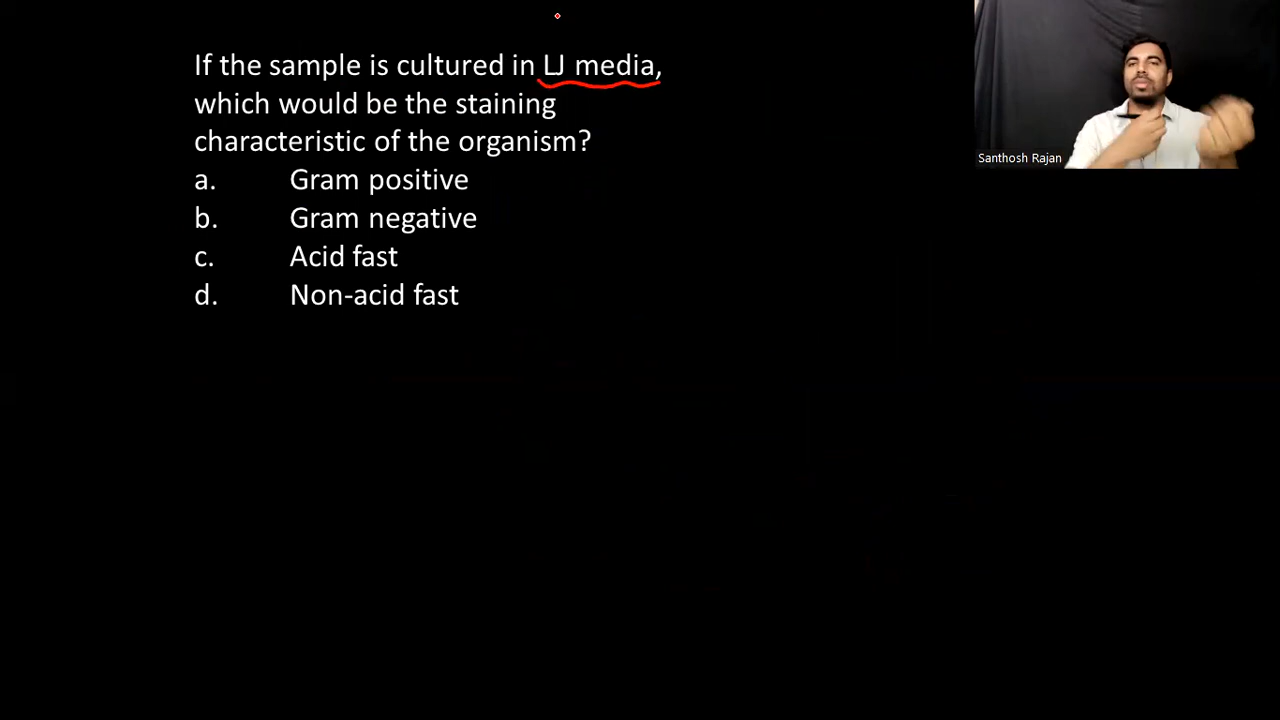 If the sample is cultured in LJ media,
which would be the staining
characteristic of the organism?
a. Gram positive
b. Gram negative
c. Acid fast
d. Non-acid fast
Santhosh Rajan